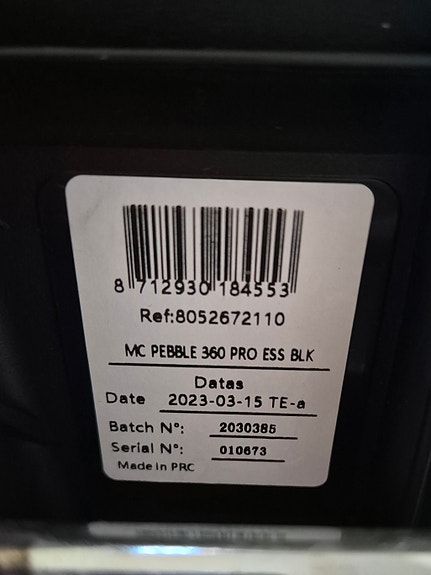 8 712930 184553
Ref:8052672110
MC PEBBLE 360 PRO ESS BLK
Datas
Date 2023-03-15 TE-a
Batch N°: 2030385
Serial N°: 010673
Made in PRC